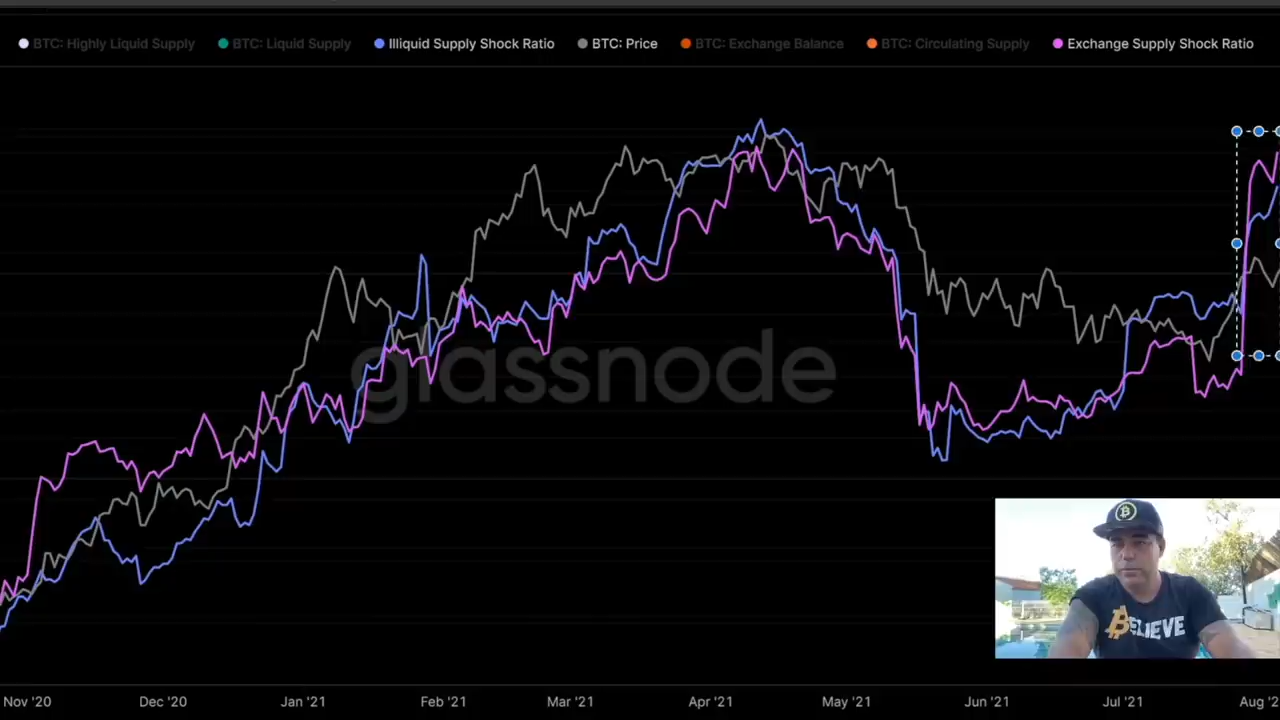 BTC: Highly Liquid Supply BTC: Liquid Supply Illiquid Supply Shock Ratio BTC: Price BTC: Exchange Balance BTC: Circulating Supply Exchange Supply Shock Ratio
glassnode
BELIEVE
Nov '20 Dec '20 Jan '21 Feb '21 Mar '21 Apr '21 May '21 Jun '21 Jul '21 Aug '2